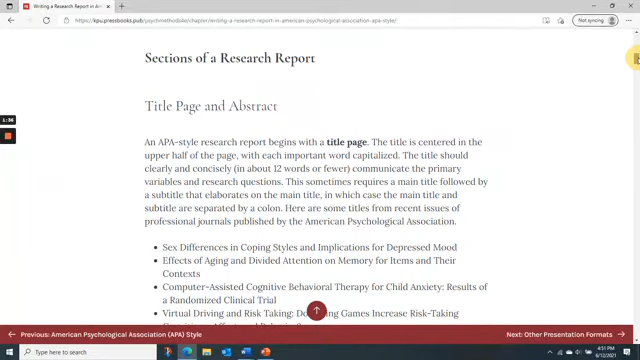 Writing a Research Report in Am
https://kpu.pressbooks.pub/psychmethods4e/chapter/writing-a-research-report-in-american-psychological-association-apa-style/
Not syncing
Sections of a Research Report
Title Page and Abstract
1:36
An APA-style research report begins with a title page. The title is centered in the
upper half of the page, with each important word capitalized. The title should
clearly and concisely (in about 12 words or fewer) communicate the primary
variables and research questions. This sometimes requires a main title followed by
a subtitle that elaborates on the main title, in which case the main title and
subtitle are separated by a colon. Here are some titles from recent issues of
professional journals published by the American Psychological Association.
• Sex Differences in Coping Styles and Implications for Depressed Mood
• Effects of Aging and Divided Attention on Memory for Items and Their
Contexts
• Computer-Assisted Cognitive Behavioral Therapy for Child Anxiety: Results of
a Randomized Clinical Trial
• Virtual Driving and Risk Taking: Do Racing Games Increase Risk-Taking
← Previous: American Psychological Association (APA) Style
Next: Other Presentation Formats →
Type here to search
4:51 PM
6/12/2021